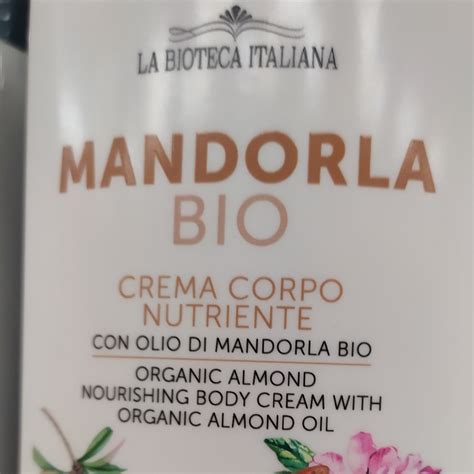 LA BIOTECA ITALIANA
MANDORLA
BIO
CREMA CORPO
NUTRIENTE
CON OLIO DI MANDORLA BIO
ORGANIC ALMOND
NOURISHING BODY CREAM WITH
ORGANIC ALMOND OIL